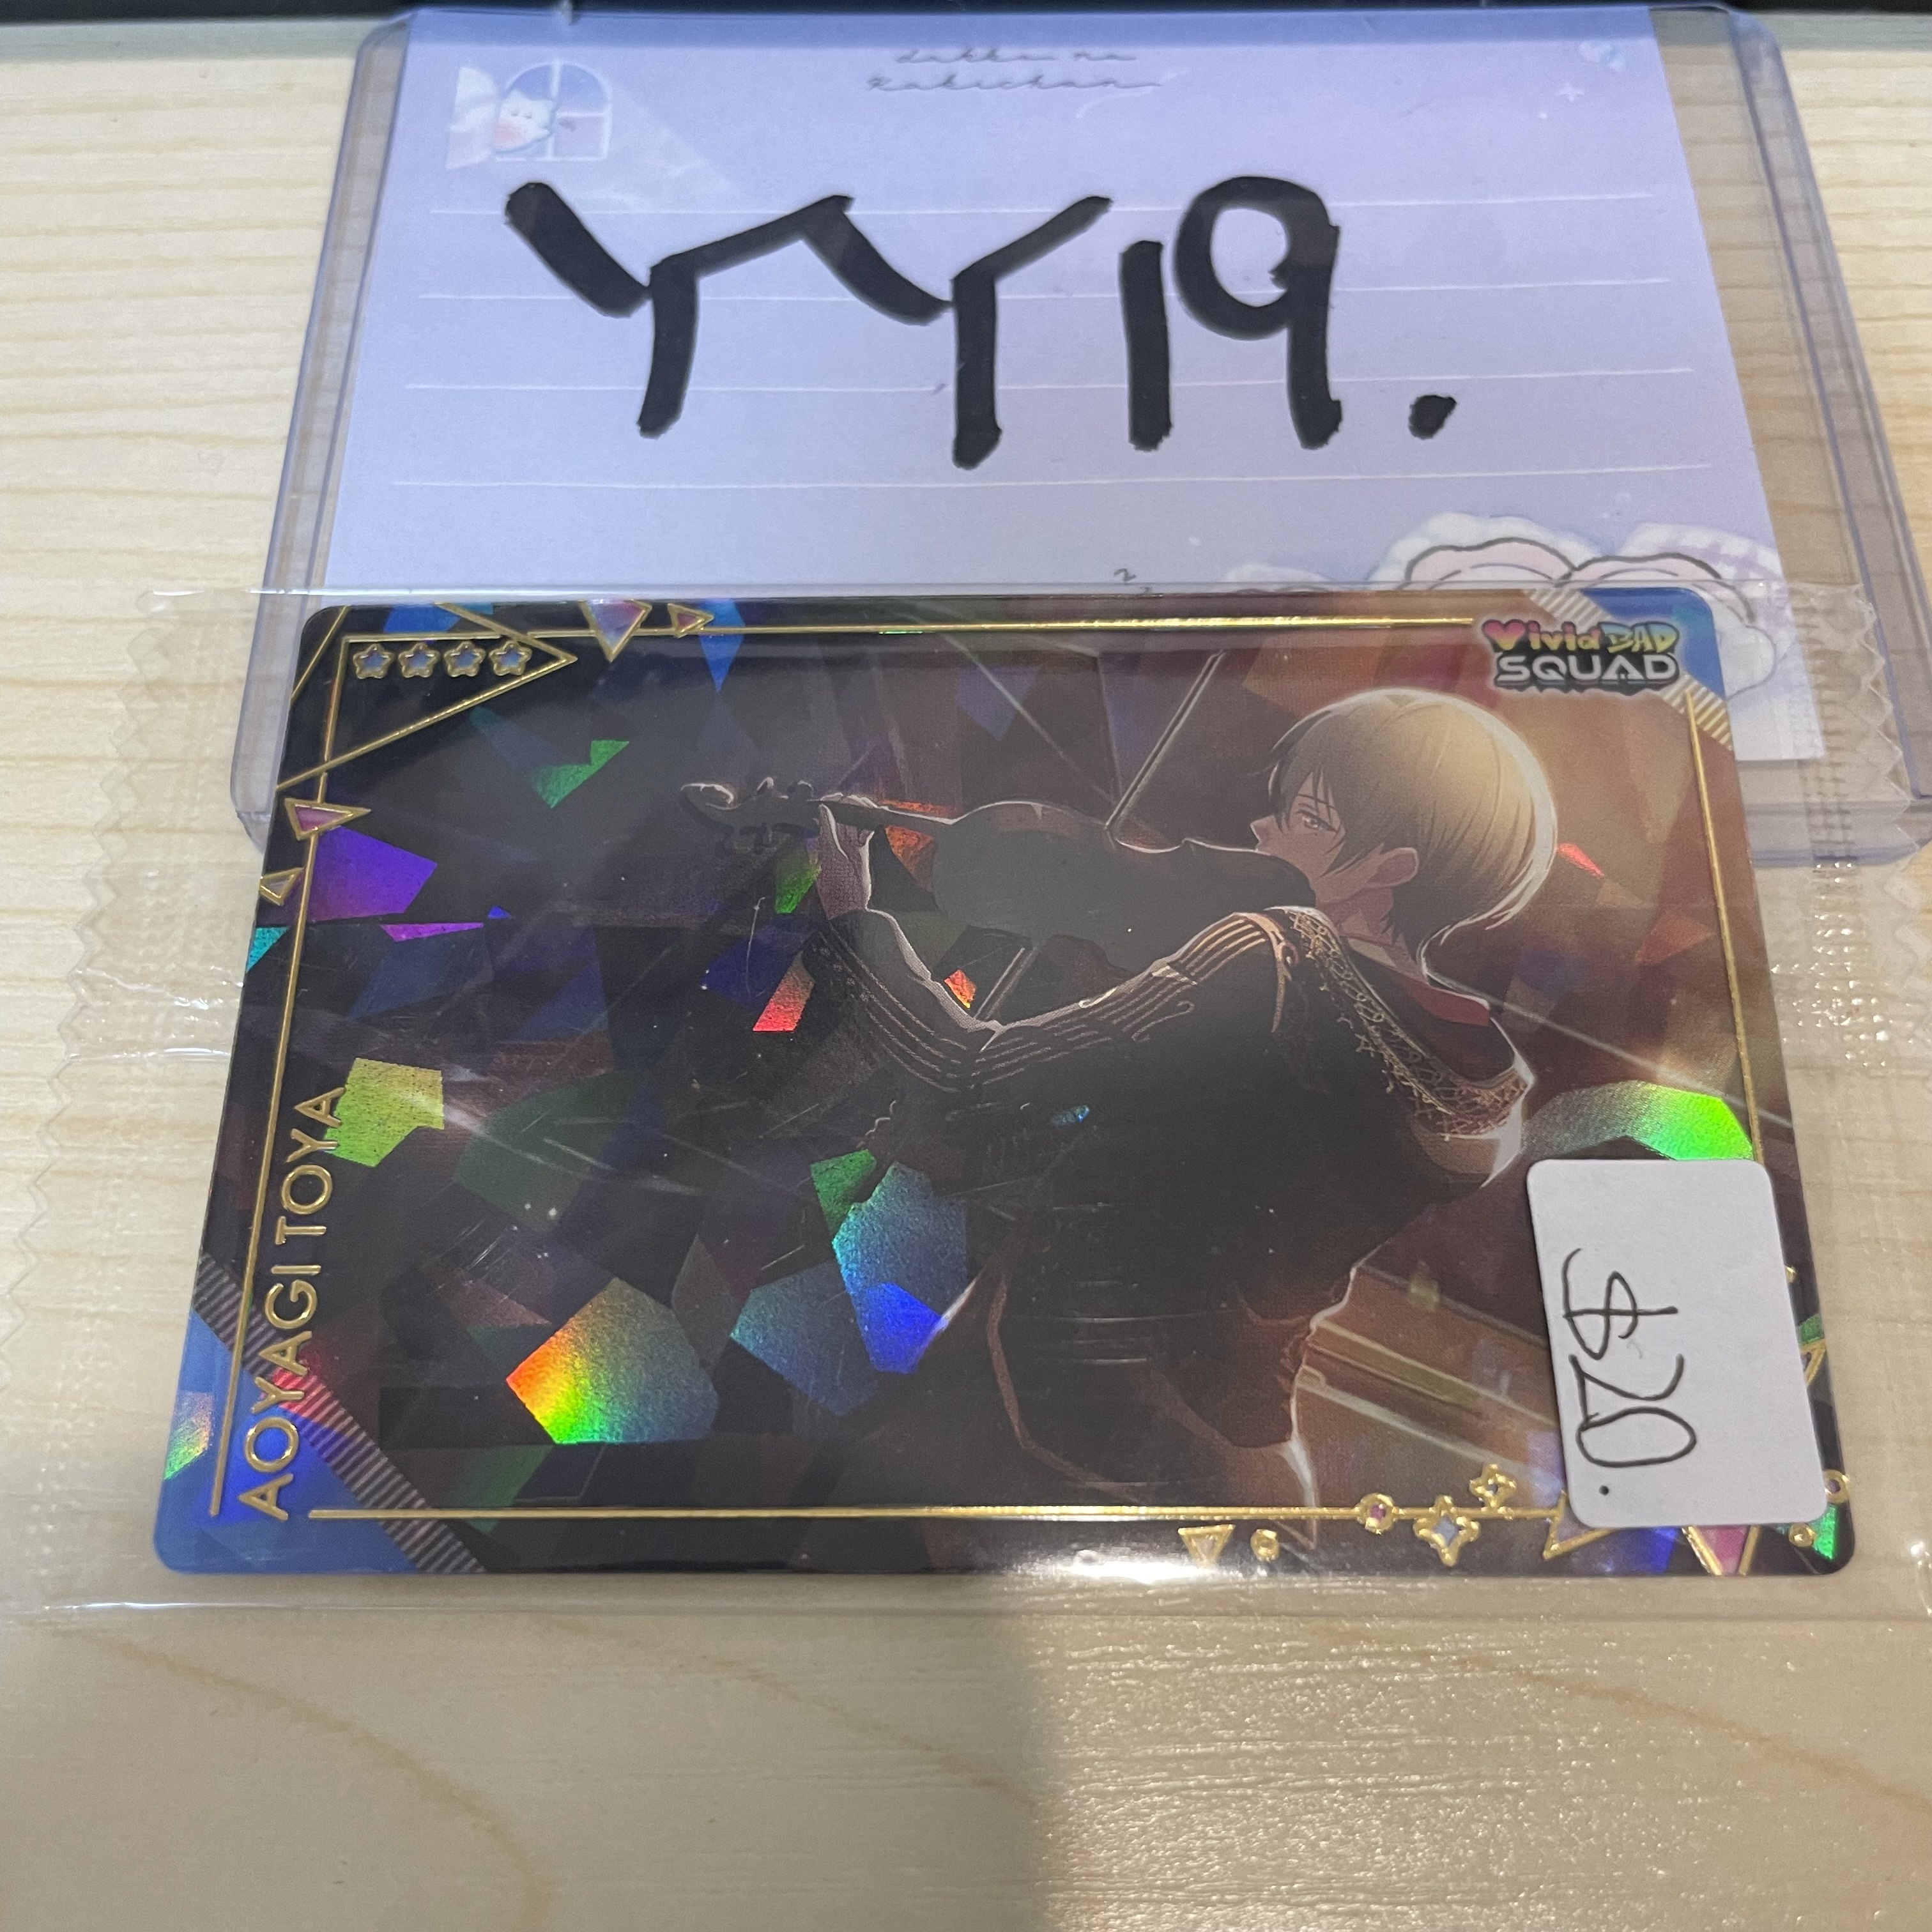 YY19.
Vivid BAD
SQUAD
AOYAGI TOYA
$20.